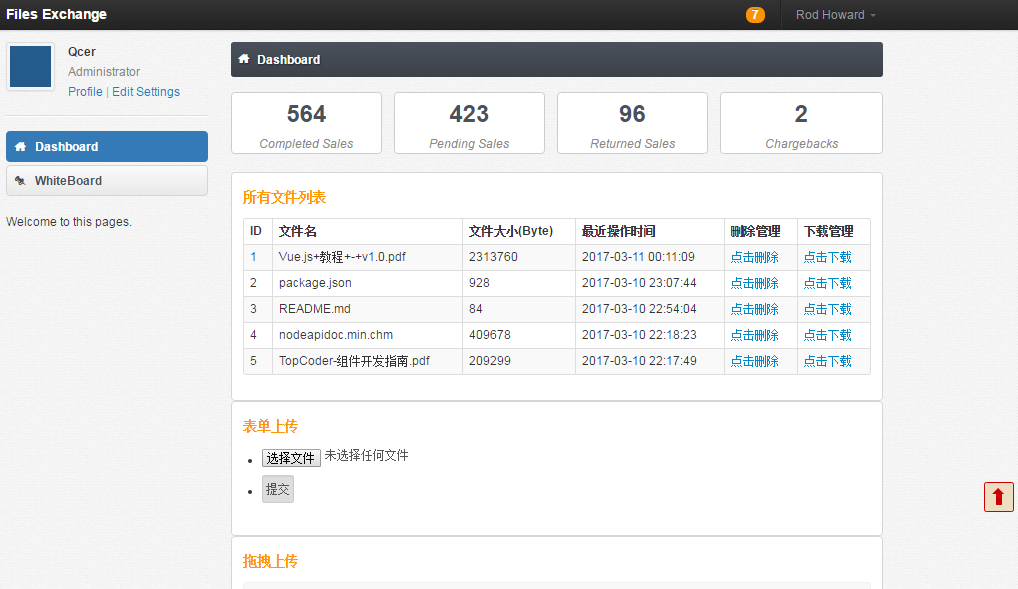 Files Exchange 7 Rod Howard
Qcer
Administrator
Profile | Edit Settings
Dashboard
WhiteBoard
Welcome to this pages.
Dashboard
564 423 96 2
Completed Sales Pending Sales Returned Sales Chargebacks
所有文件列表
ID 文件名 文件大小(Byte) 最近操作时间 删除管理 下载管理
1 Vue.js+教程+-+v1.0.pdf 2313760 2017-03-11 00:11:09 点击删除 点击下载
2 package.json 928 2017-03-10 23:07:44 点击删除 点击下载
3 README.md 84 2017-03-10 22:54:04 点击删除 点击下载
4 nodeapidoc.min.chm 409678 2017-03-10 22:18:23 点击删除 点击下载
5 TopCoder-组件开发指南.pdf 209299 2017-03-10 22:17:49 点击删除 点击下载
表单上传
选择文件 未选择任何文件
提交
拖拽上传